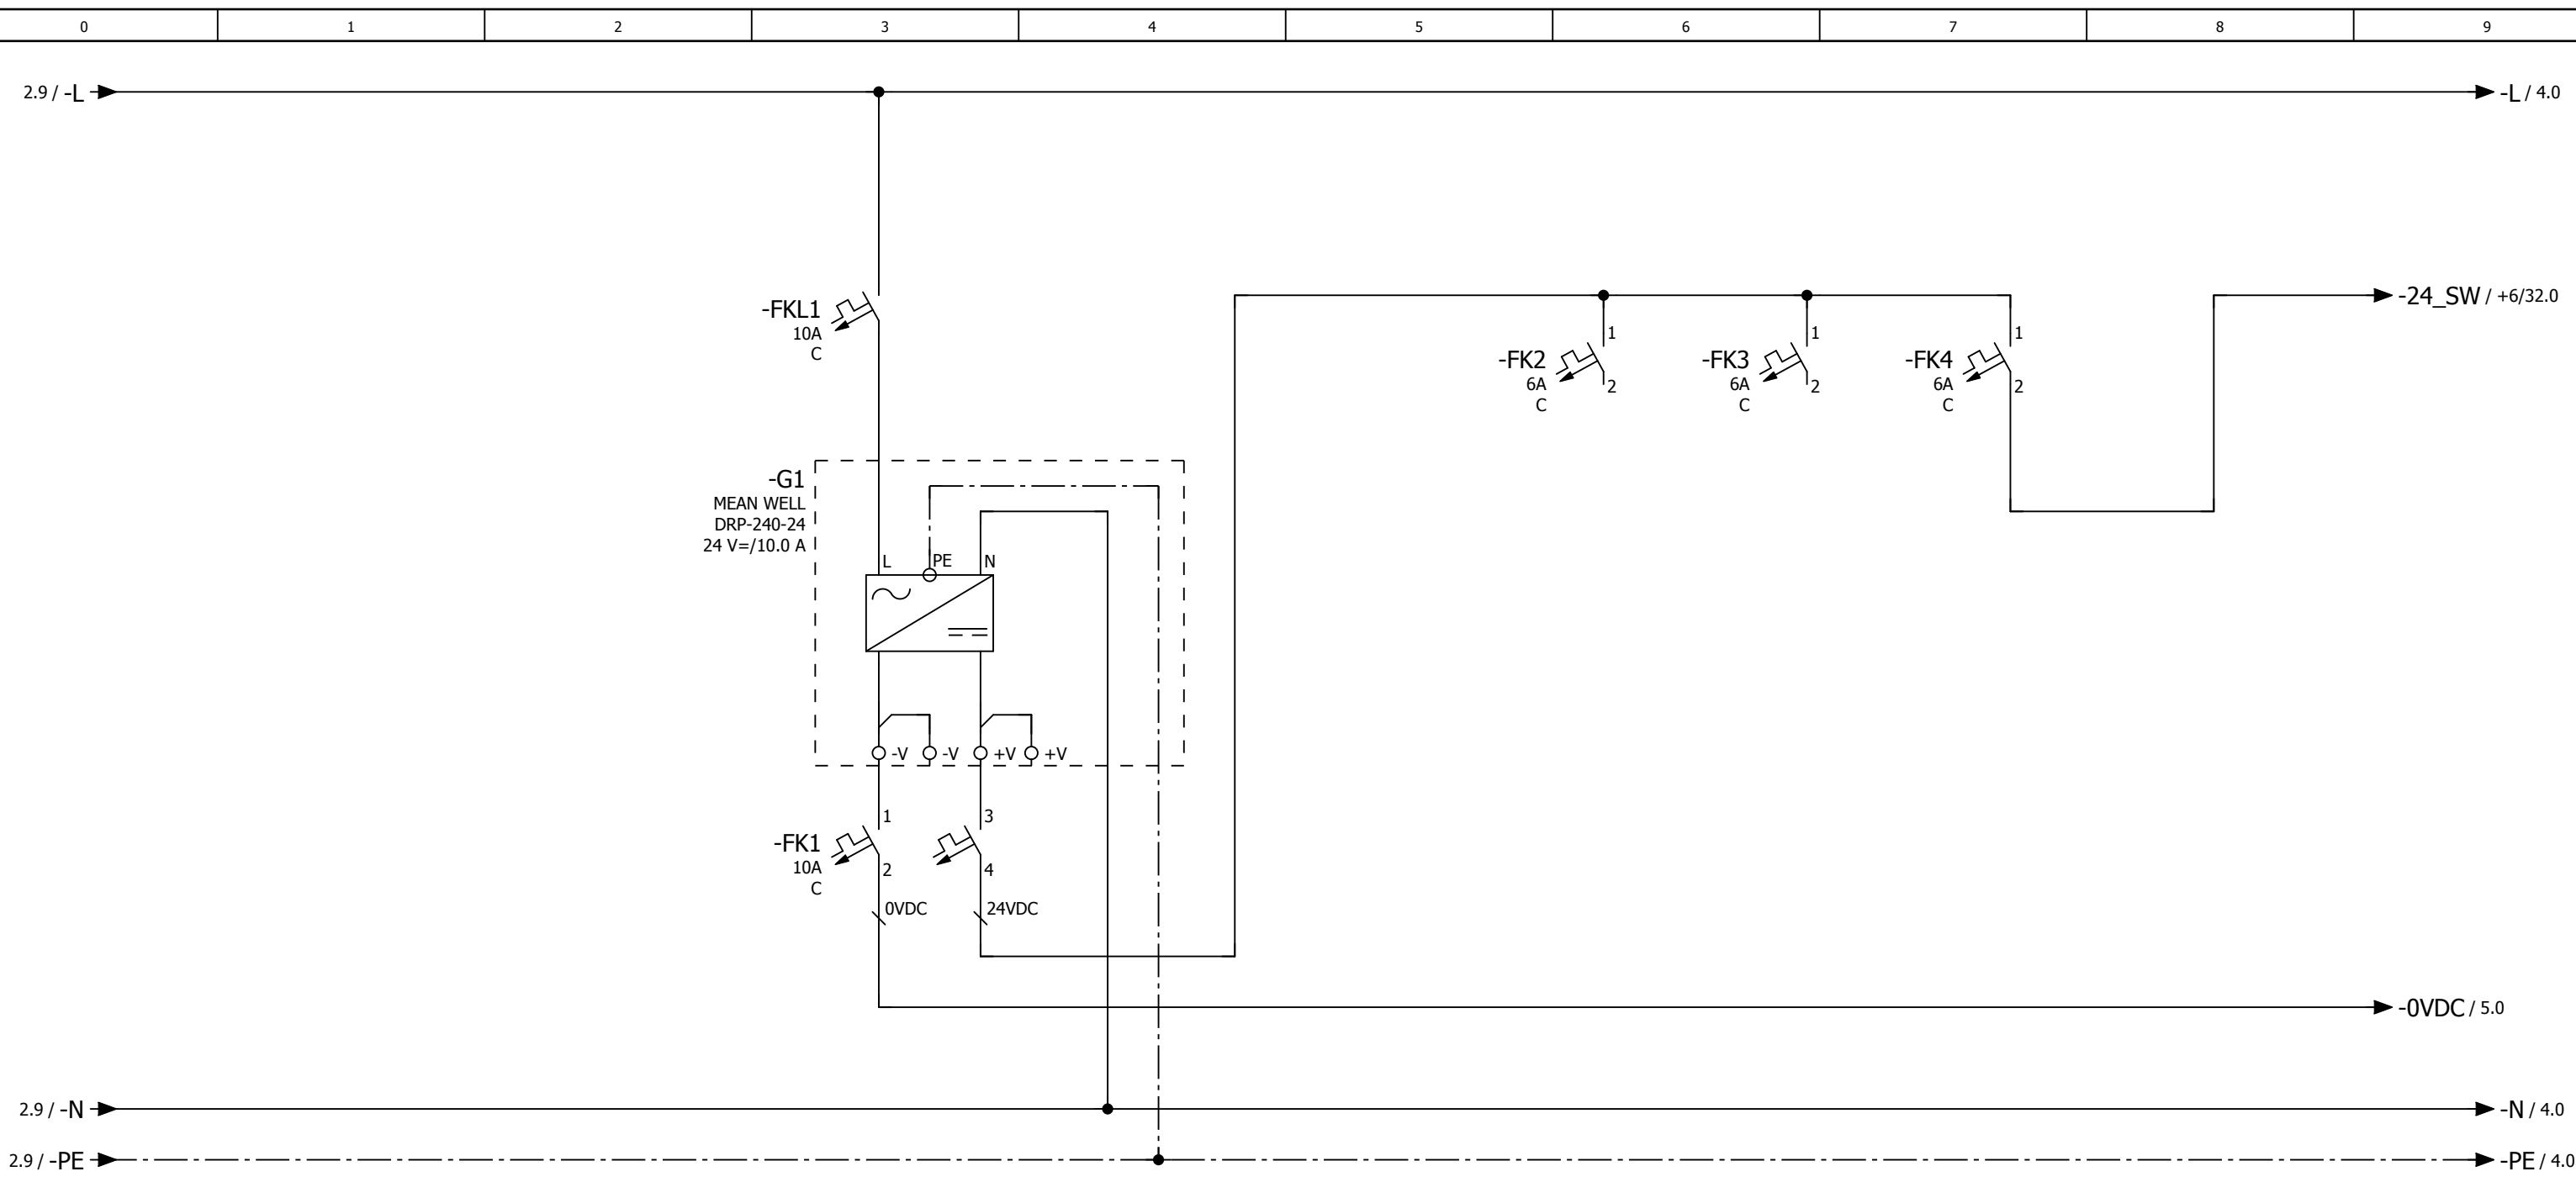 0 1 2 3 4 5 6 7 8 9
2.9 / -L
-L / 4.0
-FKL1
10A
C
-24_SW / +6/32.0
1
-FK2
6A
C
2
1
-FK3
6A
C
2
1
-FK4
6A
C
2
-G1
MEAN WELL
DRP-240-24
24 V=/10.0 A
L PE N
-V -V +V +V
1 3
-FK1
10A
C
2 4
0VDC 24VDC
-0VDC / 5.0
2.9 / -N
-N / 4.0
2.9 / -PE
-PE / 4.0